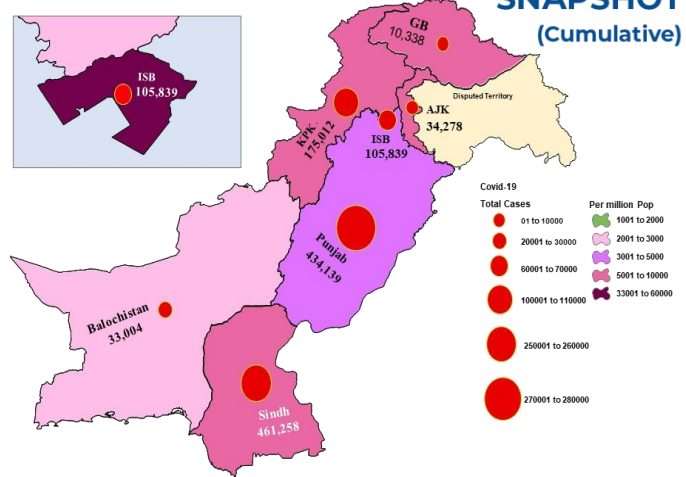 SNAPSHOT
(Cumulative)
ISB
105,839
GB
10,338
Disputed Territory
AJK
34,278
KPK
175,012
ISB
105,839
Punjab
434,139
Balochistan
33,004
Sindh
461,258
Covid-19
Total Cases
01 to 10000
20001 to 30000
60001 to 70000
100001 to 110000
250001 to 260000
270001 to 280000
Per million Pop
1001 to 2000
2001 to 3000
3001 to 5000
5001 to 10000
33001 to 60000